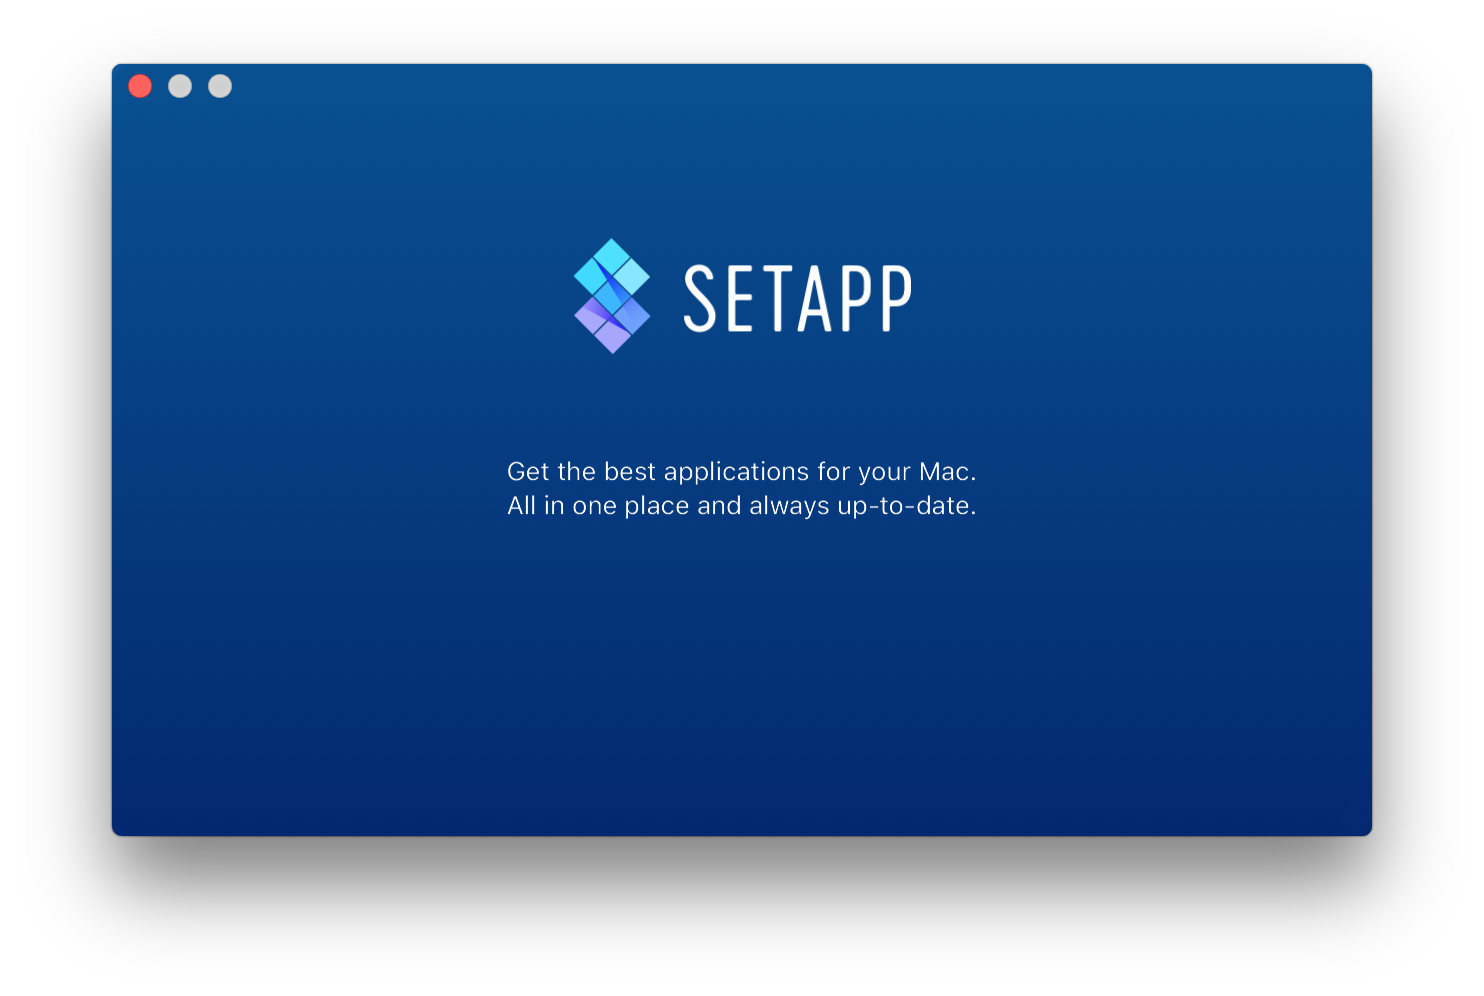 SETAPP
Get the best applications for your Mac.
All in one place and always up-to-date.